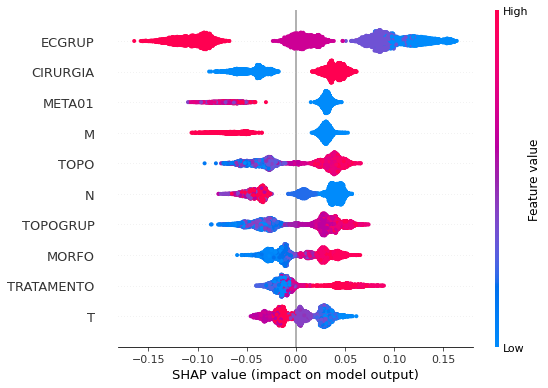 High
ECGRUP
CIRURGIA
META01
M
TOPO
N
TOPOGRUP
MORFO
TRATAMENTO
T
Feature value
Low
−0.15 −0.10 −0.05 0.00 0.05 0.10 0.15
SHAP value (impact on model output)